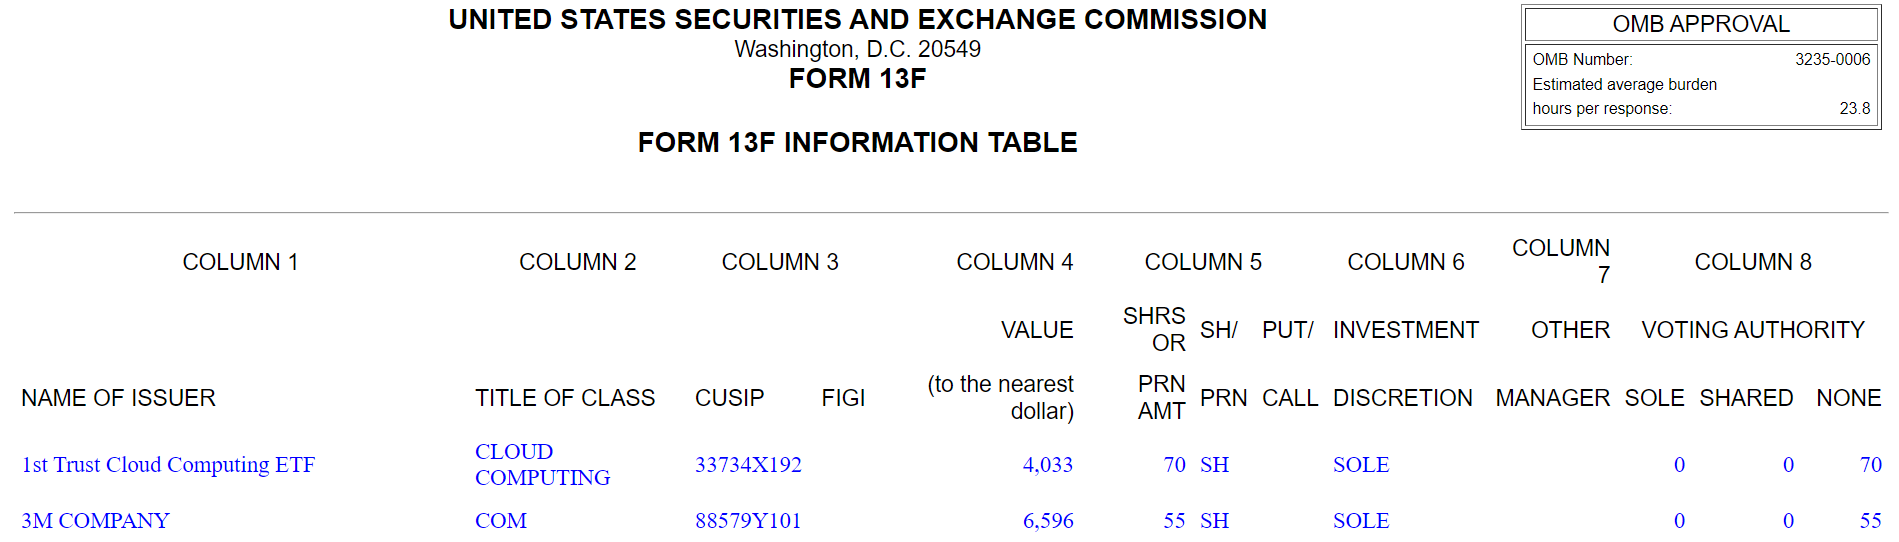 UNITED STATES SECURITIES AND EXCHANGE COMMISSION
Washington, D.C. 20549
FORM 13F
FORM 13F INFORMATION TABLE
OMB APPROVAL
OMB Number: 3235-0006
Estimated average burden
hours per response: 23.8
COLUMN 1 COLUMN 2 COLUMN 3 COLUMN 4 COLUMN 5 COLUMN 6 COLUMN 7 COLUMN 8
VALUE SHRS OR SH/ PUT/ INVESTMENT OTHER VOTING AUTHORITY
NAME OF ISSUER TITLE OF CLASS CUSIP FIGI (to the nearest dollar) PRN AMT PRN CALL DISCRETION MANAGER SOLE SHARED NONE
1st Trust Cloud Computing ETF CLOUD COMPUTING 33734X192 4,033 70 SH SOLE 0 0 70
3M COMPANY COM 88579Y101 6,596 55 SH SOLE 0 0 55